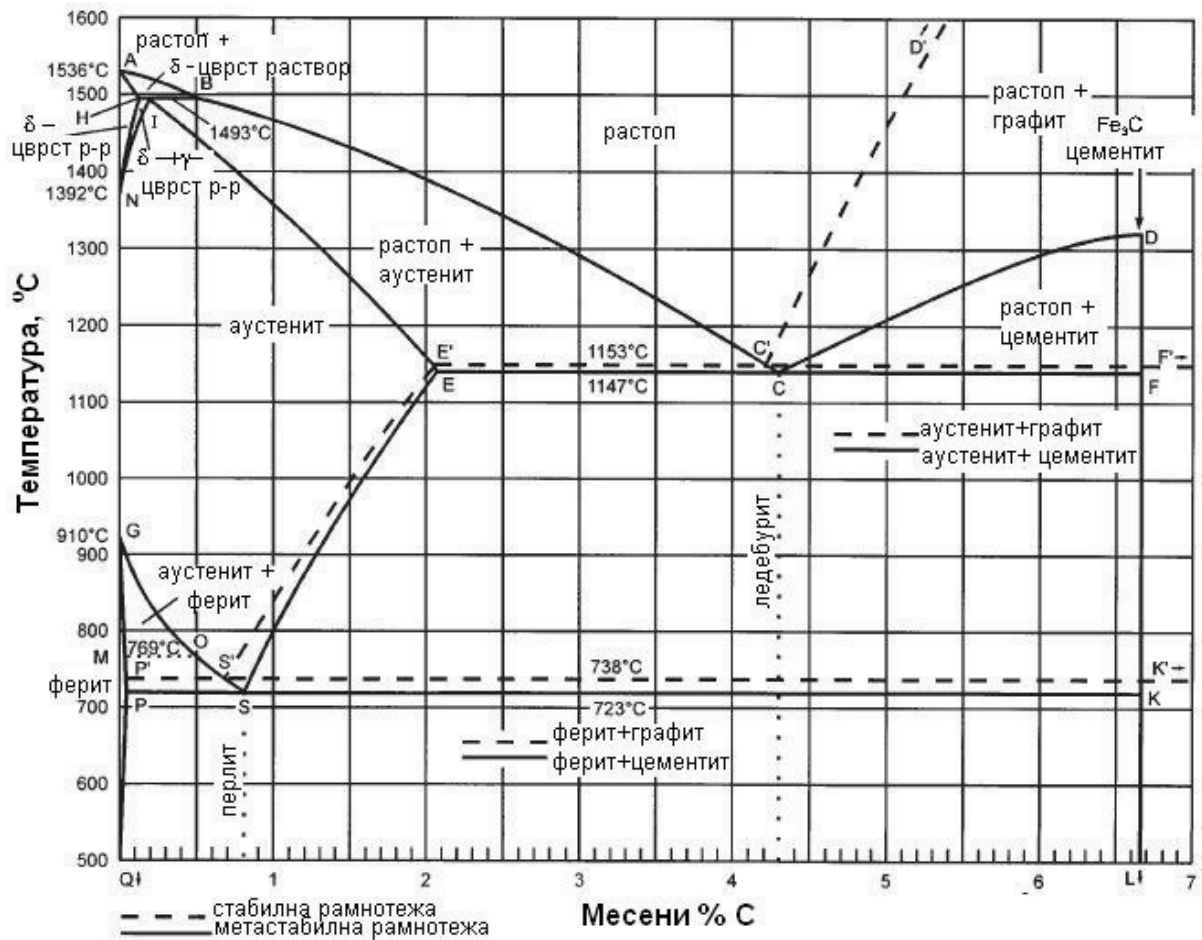 1600
растоп +
δ - цврст раствор
A
1536°C
B
1500
H
I
1493°C
δ –
цврст р-р
δ → γ
цврст р-р
1400
1392°C
N
D'
растоп
растоп +
графит
Fe₃C
цементит
1300
D
растоп +
аустенит
растоп +
цементит
1200
аустенит
E'
1153°C
C'
F'→
E
1147°C
C
F
1100
аустенит+графит
аустенит+ цементит
Температура, °C
1000
G
910°C
900
аустенит +
ферит
ледебурит
800
769°C
O
M
P'
S'
738°C
K'→
ферит
P
S
723°C
K
700
ферит+графит
ферит+цементит
перлит
600
500
Q
1
2
3
4
5
6
L
7
стабилна рамнотежа
метастабилна рамнотежа
Месени % C